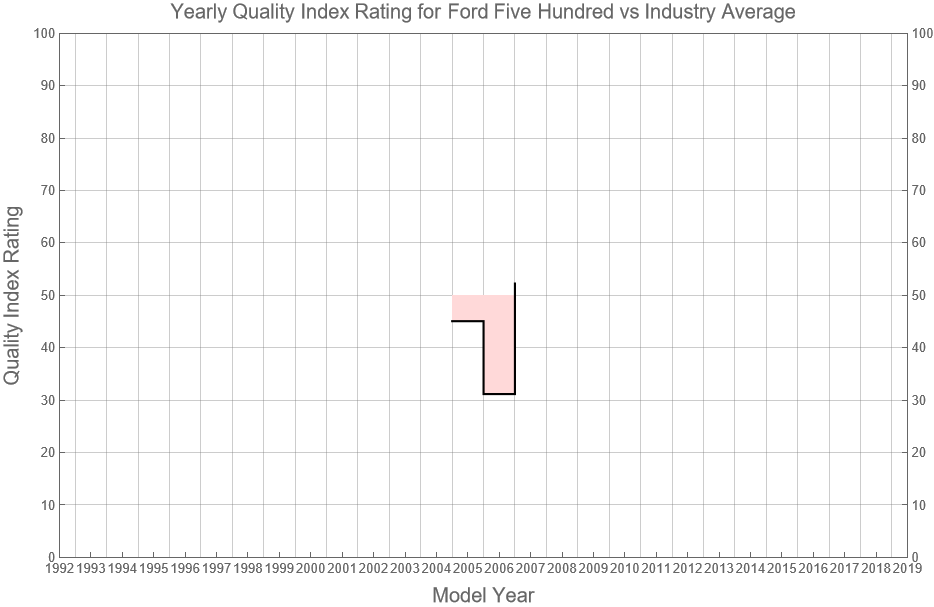 Yearly Quality Index Rating for Ford Five Hundred vs Industry Average
100 100
90 90
80 80
70 70
60 60
50 50
40 40
30 30
20 20
10 10
0 0
Quality Index Rating
1992 1993 1994 1995 1996 1997 1998 1999 2000 2001 2002 2003 2004 2005 2006 2007 2008 2009 2010 2011 2012 2013 2014 2015 2016 2017 2018 2019
Model Year